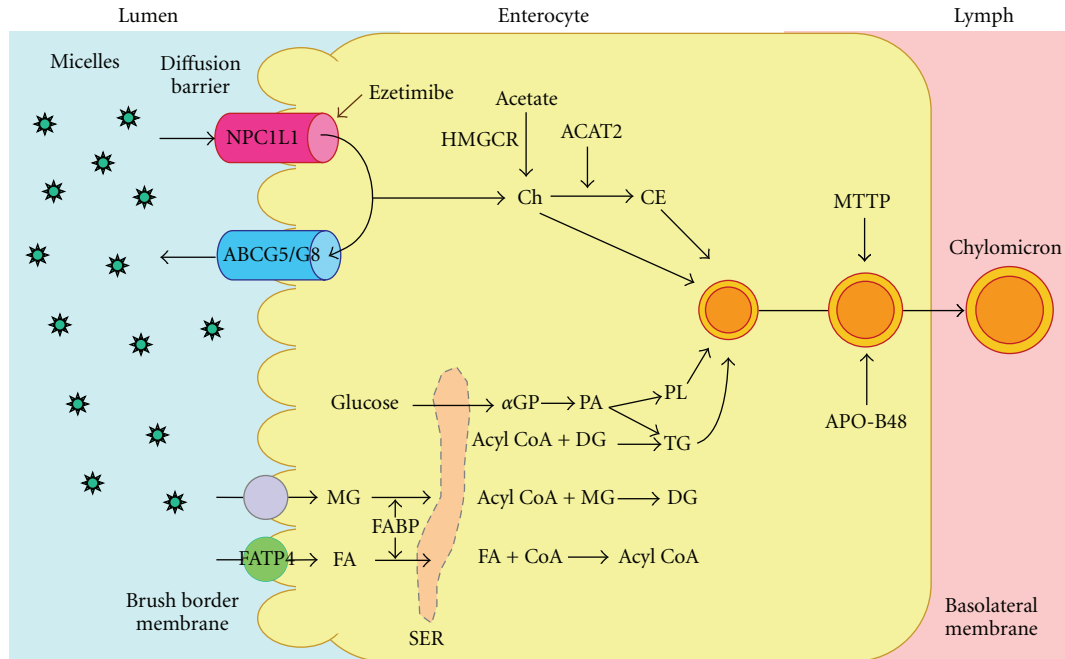 Lumen
Enterocyte
Lymph
Micelles
Diffusion
barrier
Ezetimibe
Acetate
NPC1L1
HMGCR
ACAT2
Ch
CE
MTTP
ABCG5/G8
Chylomicron
Glucose
αGP
PA
PL
APO-B48
Acyl CoA + DG
TG
MG
Acyl CoA + MG
DG
FABP
FATP4
FA
FA + CoA
Acyl CoA
Brush border
membrane
SER
Basolateral
membrane